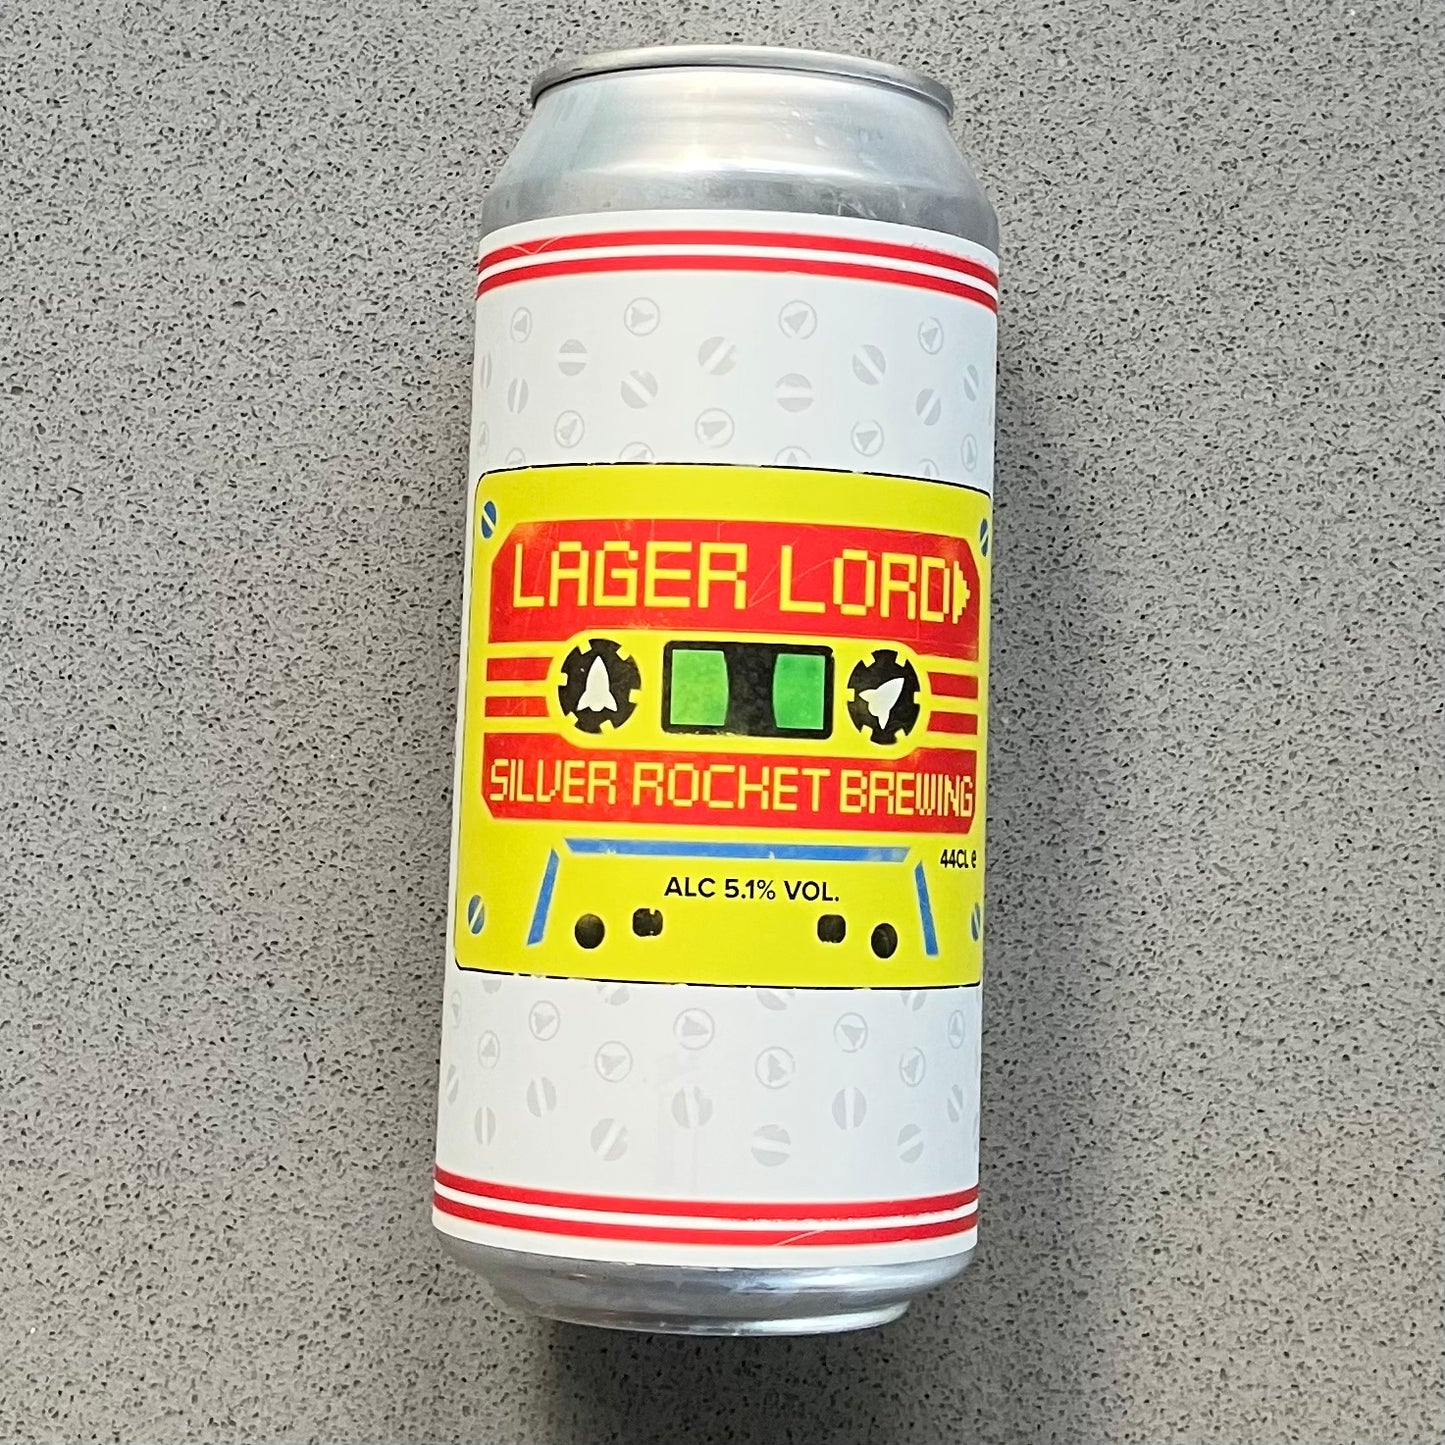 LAGER LORD
SILVER ROCKET BREWING
44CL e
ALC 5.1% VOL.